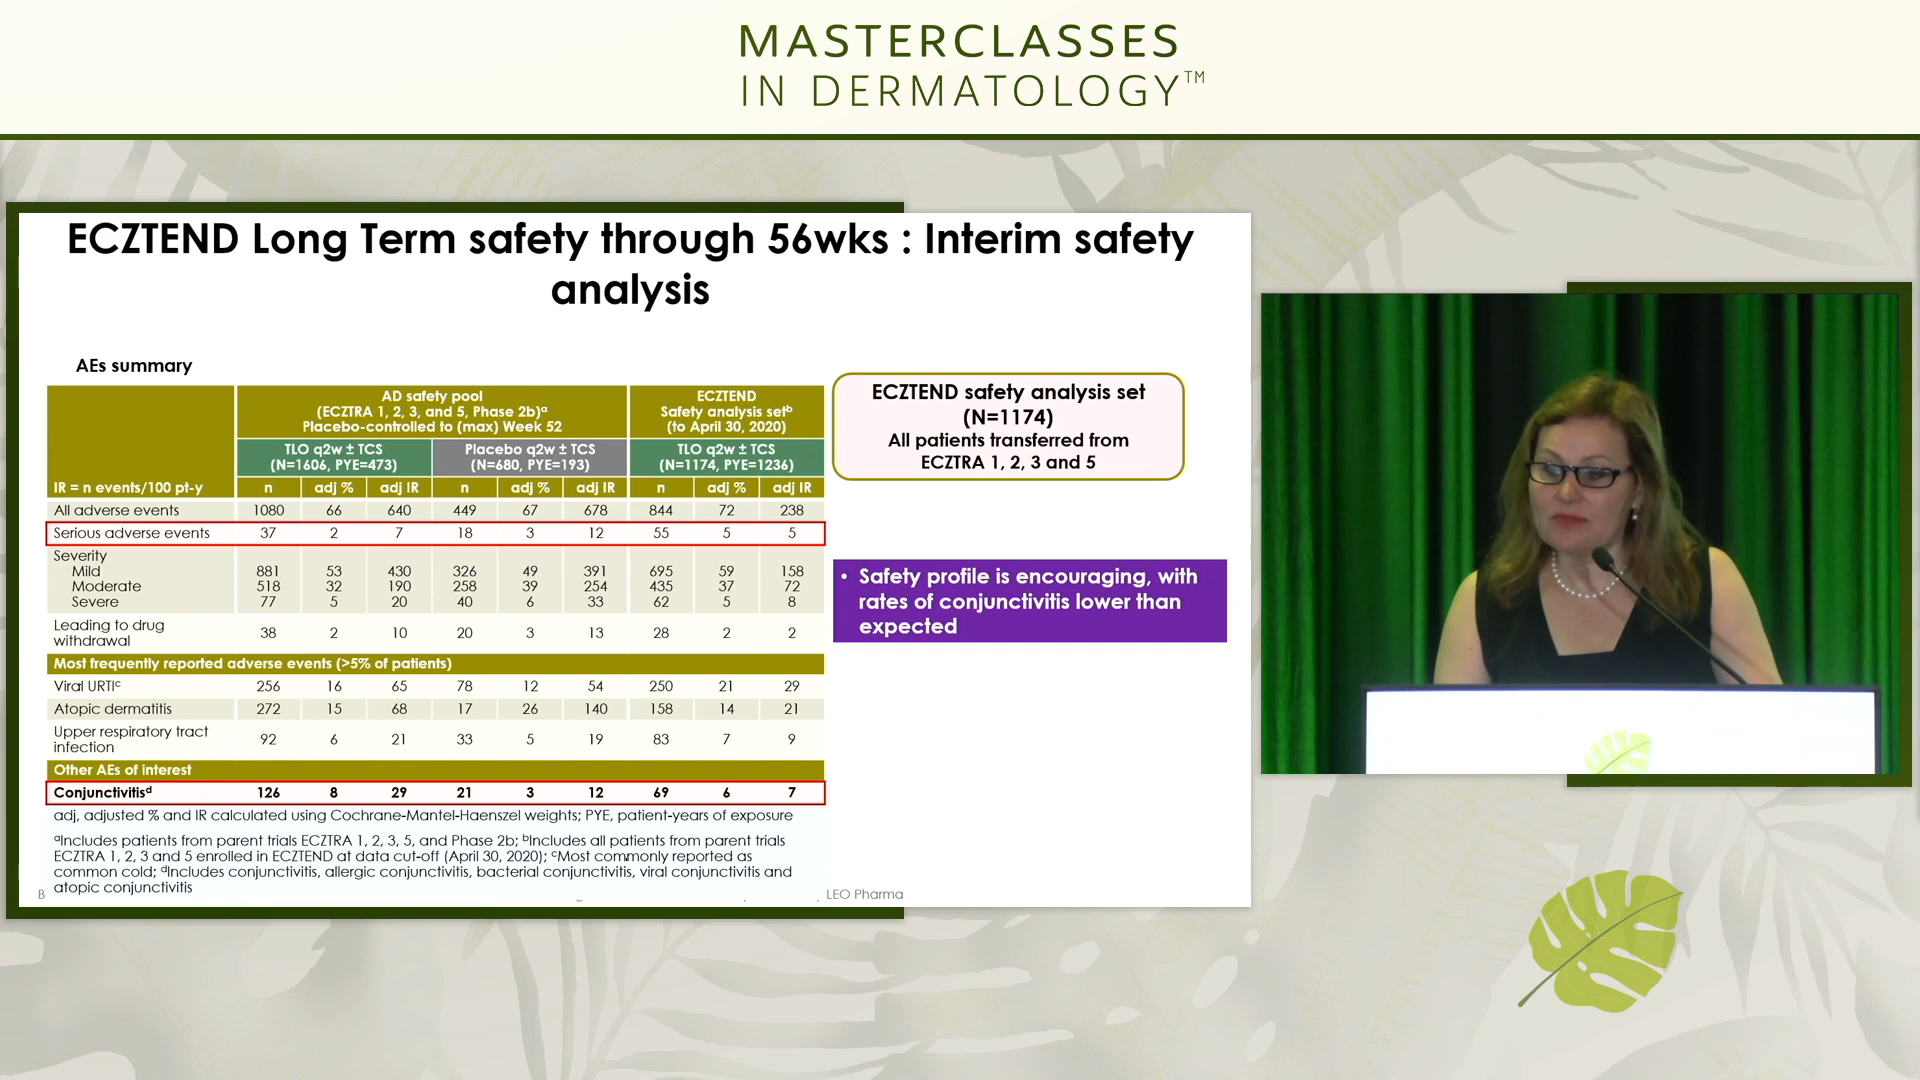 MASTERCLASSES
IN DERMATOLOGY™
ECZTEND Long Term safety through 56wks : Interim safety
analysis
AEs summary
AD safety pool
(ECZTRA 1, 2, 3, and 5, Phase 2b)ᵃ
Placebo-controlled to (max) Week 52
ECZTEND
Safety analysis setᵇ
(to April 30, 2020)
TLO q2w ± TCS
(N=1606, PYE=473)
Placebo q2w ± TCS
(N=680, PYE=193)
TLO q2w ± TCS
(N=1174, PYE=1236)
IR = n events/100 pt-y n adj % adj IR n adj % adj IR n adj % adj IR
All adverse events 1080 66 640 449 67 678 844 72 238
Serious adverse events 37 2 7 18 3 12 55 5 5
Severity
Mild 881 53 430 326 49 391 695 59 158
Moderate 518 32 190 258 39 254 435 37 72
Severe 77 5 20 40 6 33 62 5 8
Leading to drug
withdrawal 38 2 10 20 3 13 28 2 2
Most frequently reported adverse events (>5% of patients)
Viral URTIᶜ 256 16 65 78 12 54 250 21 29
Atopic dermatitis 272 15 68 17 26 140 158 14 21
Upper respiratory tract
infection 92 6 21 33 5 19 83 7 9
Other AEs of interest
Conjunctivitisᵈ 126 8 29 21 3 12 69 6 7
adj, adjusted % and IR calculated using Cochrane-Mantel-Haenszel weights; PYE, patient-years of exposure
ᵃIncludes patients from parent trials ECZTRA 1, 2, 3, 5, and Phase 2b; ᵇIncludes all patients from parent trials
ECZTRA 1, 2, 3 and 5 enrolled in ECZTEND at data cut-off (April 30, 2020); ᶜMost commonly reported as
common cold; ᵈIncludes conjunctivitis, allergic conjunctivitis, bacterial conjunctivitis, viral conjunctivitis and
atopic conjunctivitis
LEO Pharma
ECZTEND safety analysis set
(N=1174)
All patients transferred from
ECZTRA 1, 2, 3 and 5
• Safety profile is encouraging, with
rates of conjunctivitis lower than
expected